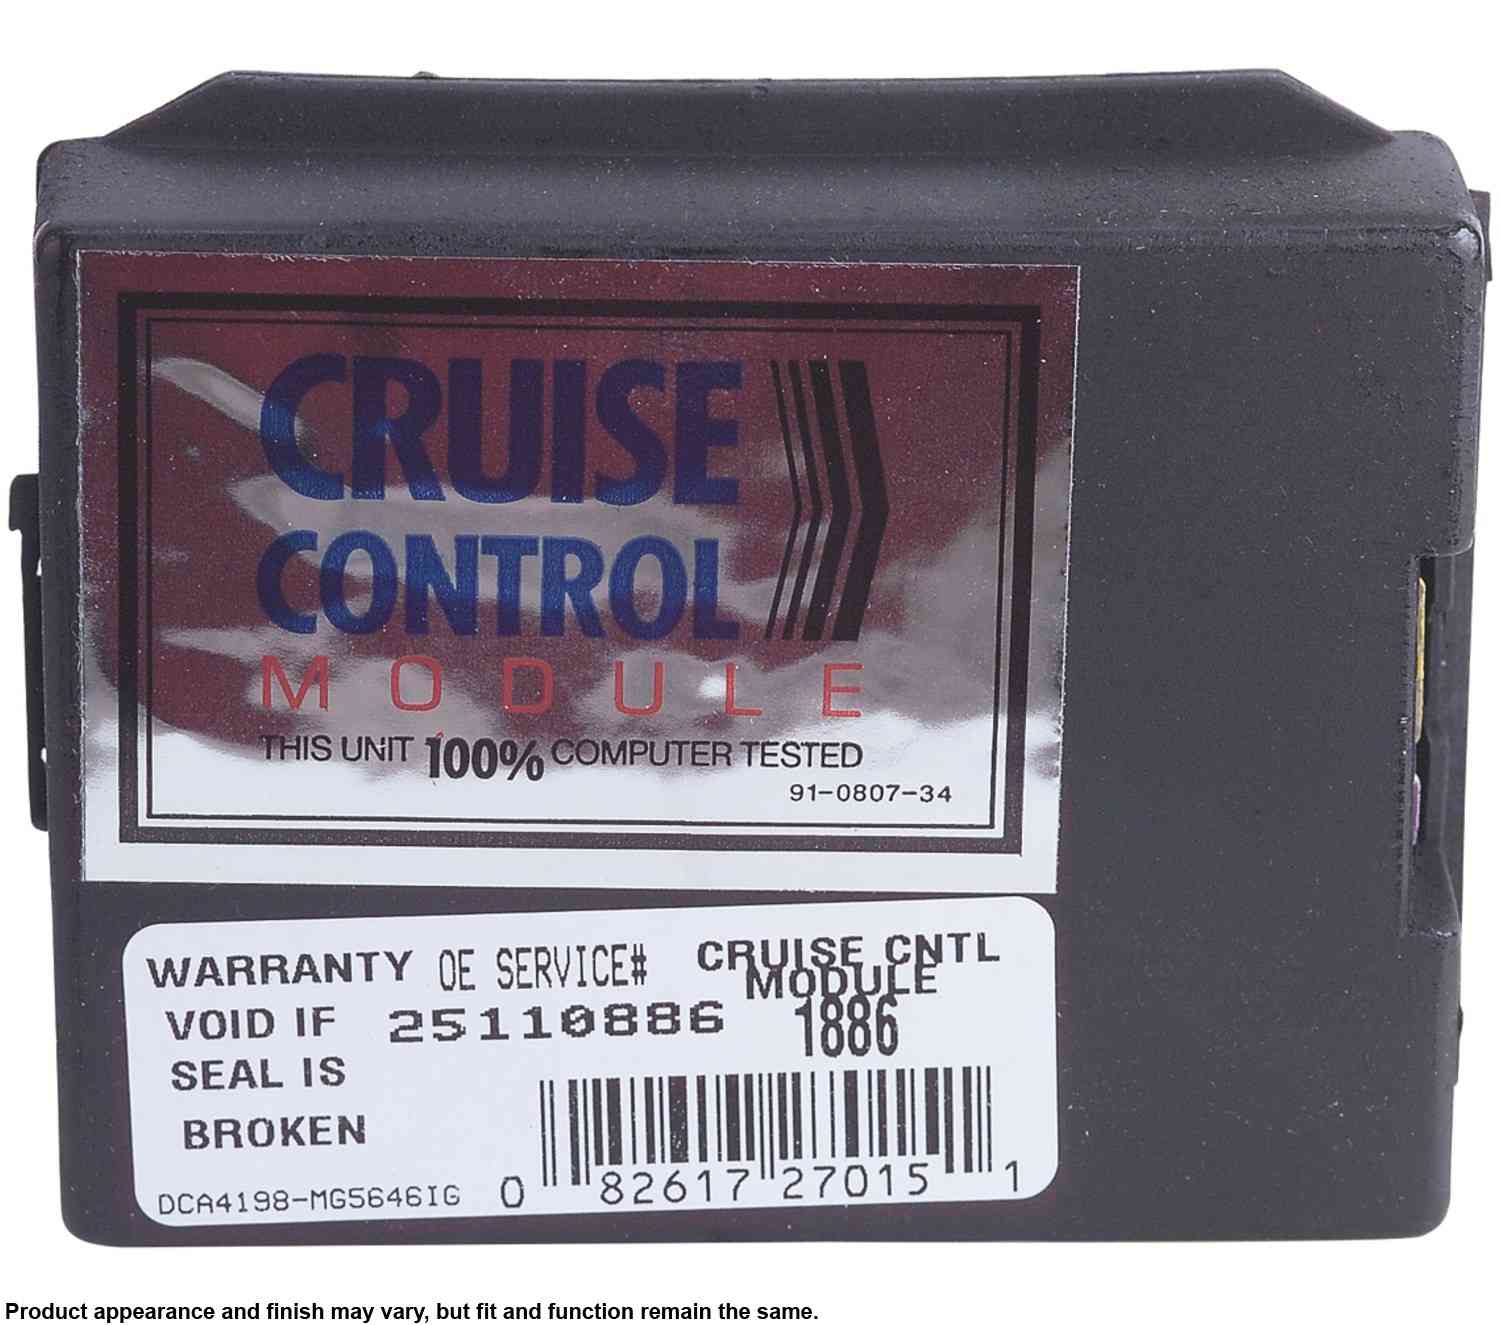 CRUISE
CONTROL
MODULE
THIS UNIT 100% COMPUTER TESTED
91-0807-34
WARRANTY OE SERVICE# CRUISE CNTL
MODULE
VOID IF 25110886 1886
SEAL IS
BROKEN
DCA4198-MG5646IG 0 82617 27015 1
Product appearance and finish may vary, but fit and function remain the same.